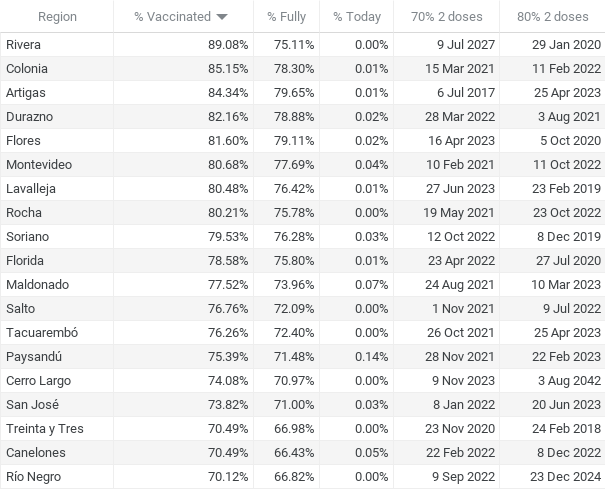 Region % Vaccinated % Fully % Today 70% 2 doses 80% 2 doses
Rivera 89.08% 75.11% 0.00% 9 Jul 2027 29 Jan 2020
Colonia 85.15% 78.30% 0.01% 15 Mar 2021 11 Feb 2022
Artigas 84.34% 79.65% 0.01% 6 Jul 2017 25 Apr 2023
Durazno 82.16% 78.88% 0.02% 28 Mar 2022 3 Aug 2021
Flores 81.60% 79.11% 0.02% 16 Apr 2023 5 Oct 2020
Montevideo 80.68% 77.69% 0.04% 10 Feb 2021 11 Oct 2022
Lavalleja 80.48% 76.42% 0.01% 27 Jun 2023 23 Feb 2019
Rocha 80.21% 75.78% 0.00% 19 May 2021 23 Oct 2022
Soriano 79.53% 76.28% 0.03% 12 Oct 2022 8 Dec 2019
Florida 78.58% 75.80% 0.01% 23 Apr 2022 27 Jul 2020
Maldonado 77.52% 73.96% 0.07% 24 Aug 2021 10 Mar 2023
Salto 76.76% 72.09% 0.00% 1 Nov 2021 9 Jul 2022
Tacuarembó 76.26% 72.40% 0.00% 26 Oct 2021 25 Apr 2023
Paysandú 75.39% 71.48% 0.14% 28 Nov 2021 22 Feb 2023
Cerro Largo 74.08% 70.97% 0.00% 9 Nov 2023 3 Aug 2042
San José 73.82% 71.00% 0.03% 8 Jan 2022 20 Jun 2023
Treinta y Tres 70.49% 66.98% 0.00% 23 Nov 2020 24 Feb 2018
Canelones 70.49% 66.43% 0.05% 22 Feb 2022 8 Dec 2022
Río Negro 70.12% 66.82% 0.00% 9 Sep 2022 23 Dec 2024